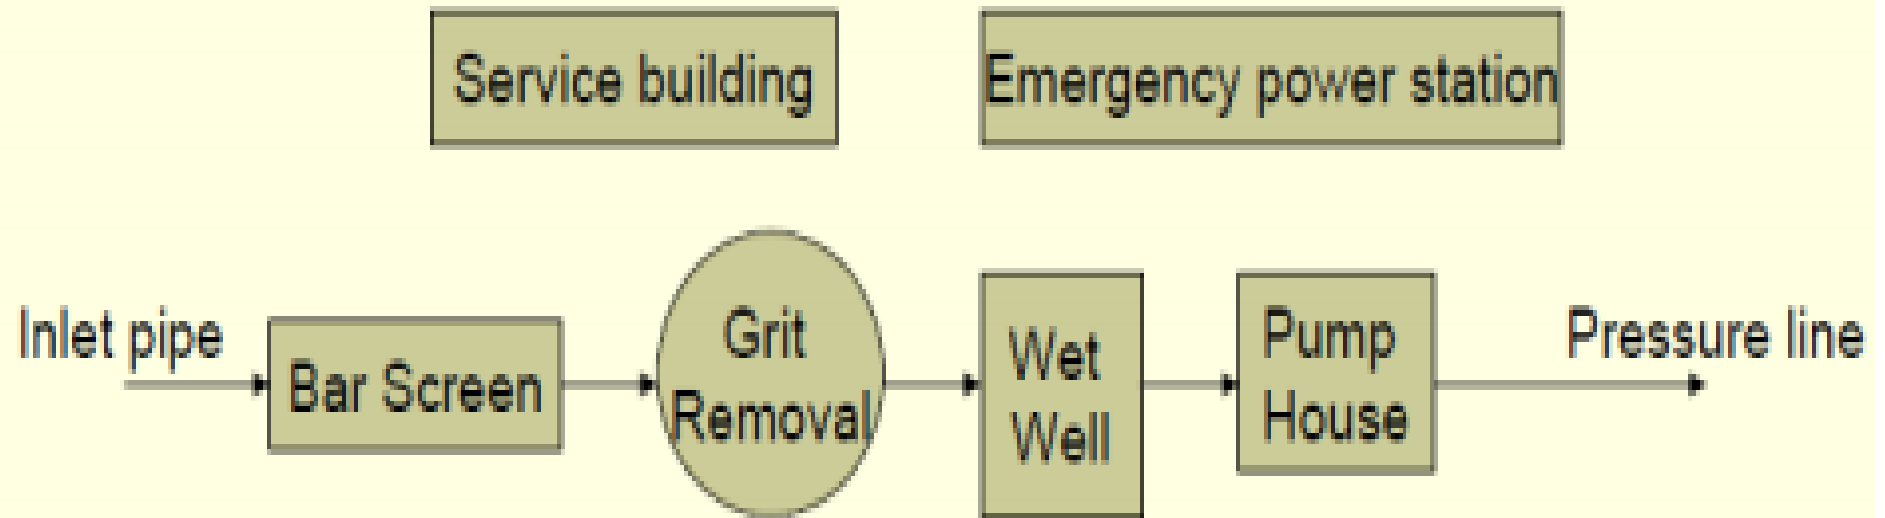 Service building
Emergency power station
Inlet pipe
Bar Screen
Grit
Removal
Wet
Well
Pump
House
Pressure line